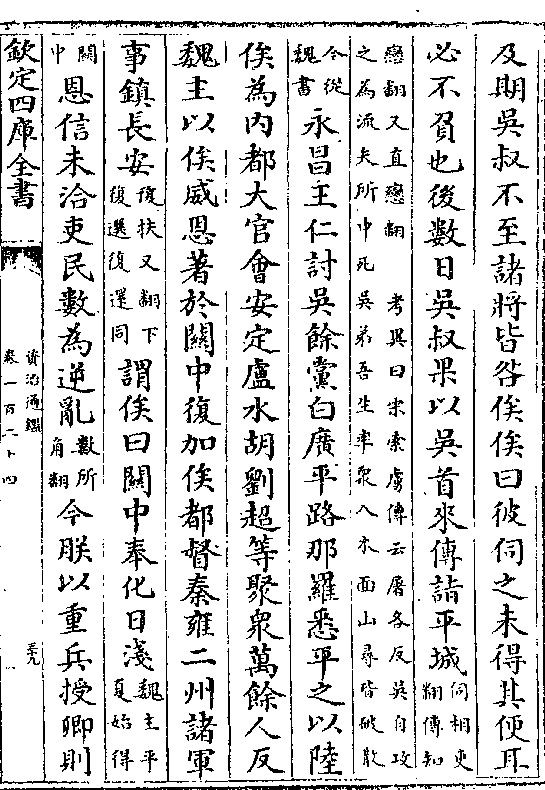 及期吳叔不至諸將皆咎俟俟曰彼伺之未得其便耳
必不負也後數日吳叔果以吳首來傳詣平城伺相吏翻傳知
戀翻又直戀翻 考異曰宋索虜傳云屠各反吳自攻
之為流矢所中死吳弟吾生率衆入木面山尋皆破散
今從魏書永昌王仁討吳餘黨白廣平路那羅悉平之以陸
俟為内都大官會安定盧水胡劉超等聚衆萬餘人反
魏主以俟威恩著於關中復加俟都督秦雍二州諸軍
事鎮長安復扶又翻下復選復還同謂俟曰關中奉化日淺魏主平夏始得
關中恩信未洽吏民數為逆亂數所角翻今朕以重兵授卿則
欽定四庫全書
資治通鑑
卷一百二十四